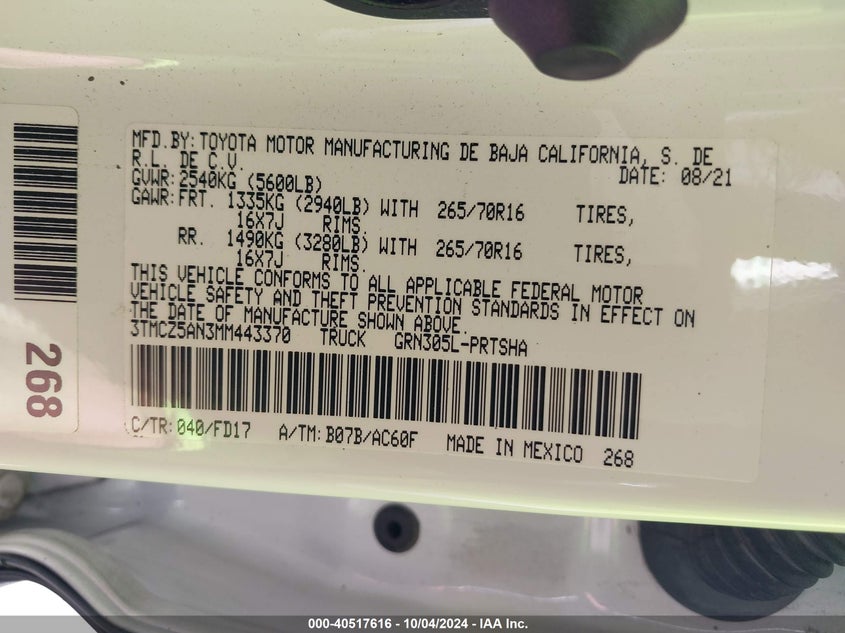 MFD.BY:TOYOTA MOTOR MANUFACTURING DE BAJA CALIFORNIA, S. DE
R.L. DE C.V. DATE: 08/21
GVWR:2540KG (5600LB)
GAWR:FRT. 1335KG (2940LB) WITH 265/70R16 TIRES,
16X7J RIMS.
RR. 1490KG (3280LB) WITH 265/70R16 TIRES,
16X7J RIMS.
THIS VEHICLE CONFORMS TO ALL APPLICABLE FEDERAL MOTOR
VEHICLE SAFETY AND THEFT PREVENTION STANDARDS IN EFFECT ON
THE DATE OF MANUFACTURE SHOWN ABOVE.
3TMCZ5AN3MM443370 TRUCK GRN305L-PRTSHA
C/TR:040/FD17 A/TM:B07B/AC60F MADE IN MEXICO 268
268
000-40517616 - 10/04/2024 - IAA Inc.